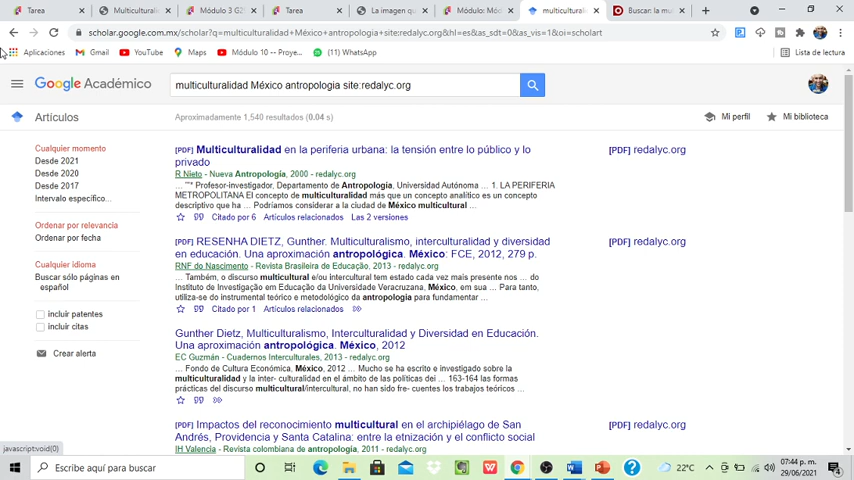 Tarea
Multiculturali
Módulo 3 G2
Tarea
La imagen qu
Módulo: Mó
multicultural
Buscar: la mul
scholar.google.com.mx/scholar?q=multiculturalidad+México+antropologia+site:redalyc.org&hl=es&as_sdt=0&as_vis=1&oi=scholart
Aplicaciones
Gmail
YouTube
Maps
Módulo 10 -- Proye...
(11) WhatsApp
Lista de lectura
Google Académico
multiculturalidad México antropologia site:redalyc.org
Artículos
Aproximadamente 1,540 resultados (0.04 s)
Mi perfil
Mi biblioteca
Cualquier momento
Desde 2021
Desde 2020
Desde 2017
Intervalo específico...
Ordenar por relevancia
Ordenar por fecha
Cualquier idioma
Buscar sólo páginas en
español
incluir patentes
incluir citas
Crear alerta
[PDF] Multiculturalidad en la periferia urbana: la tensión entre lo público y lo
privado
R Nieto - Nueva Antropología, 2000 - redalyc.org
... "'* Profesor-investigador, Departamento de Antropología, Universidad Autónoma ... 1. LA PERIFERIA
METROPOLITANA El concepto de multiculturalidad más que un concepto analítico es un concepto
descriptivo que ha ... Podríamos considerar a la ciudad de México multicultural ...
Citado por 6 Artículos relacionados Las 2 versiones
[PDF] redalyc.org
[PDF] RESENHA DIETZ, Gunther. Multiculturalismo, interculturalidad y diversidad
en educación. Una aproximación antropológica. México: FCE, 2012, 279 p.
RNF do Nascimento - Revista Brasileira de Educação, 2013 - redalyc.org
... Também, o discurso multicultural e/ou intercultural tem estado cada vez mais presente nos ... do
Instituto de Investigação em Educação da Universidade Veracruzana, México, em sua ... Para tanto,
utiliza-se do instrumental teórico e metodológico da antropologia para fundamentar ...
Citado por 1 Artículos relacionados
[PDF] redalyc.org
Gunther Dietz, Multiculturalismo, Interculturalidad y Diversidad en Educación.
Una aproximación antropológica. México, 2012
EC Guzmán - Cuadernos Interculturales, 2013 - redalyc.org
... Fondo de Cultura Económica, México, 2012 ... Mucho se ha escrito e investigado sobre la
multiculturalidad y la inter- culturalidad en el ámbito de las políticas del ... 163-164 las formas
prácticas del discurso multicultural/intercultural, no han sido fre- cuentes los trabajos teóricos ...
[PDF] Impactos del reconocimiento multicultural en el archipiélago de San
Andrés, Providencia y Santa Catalina: entre la etnización y el conflicto social
IH Valencia - Revista colombiana de antropología, 2011 - redalyc.org
[PDF] redalyc.org
javascript:void(0)
Escribe aquí para buscar
22°C
07:44 p. m.
29/06/2021
4